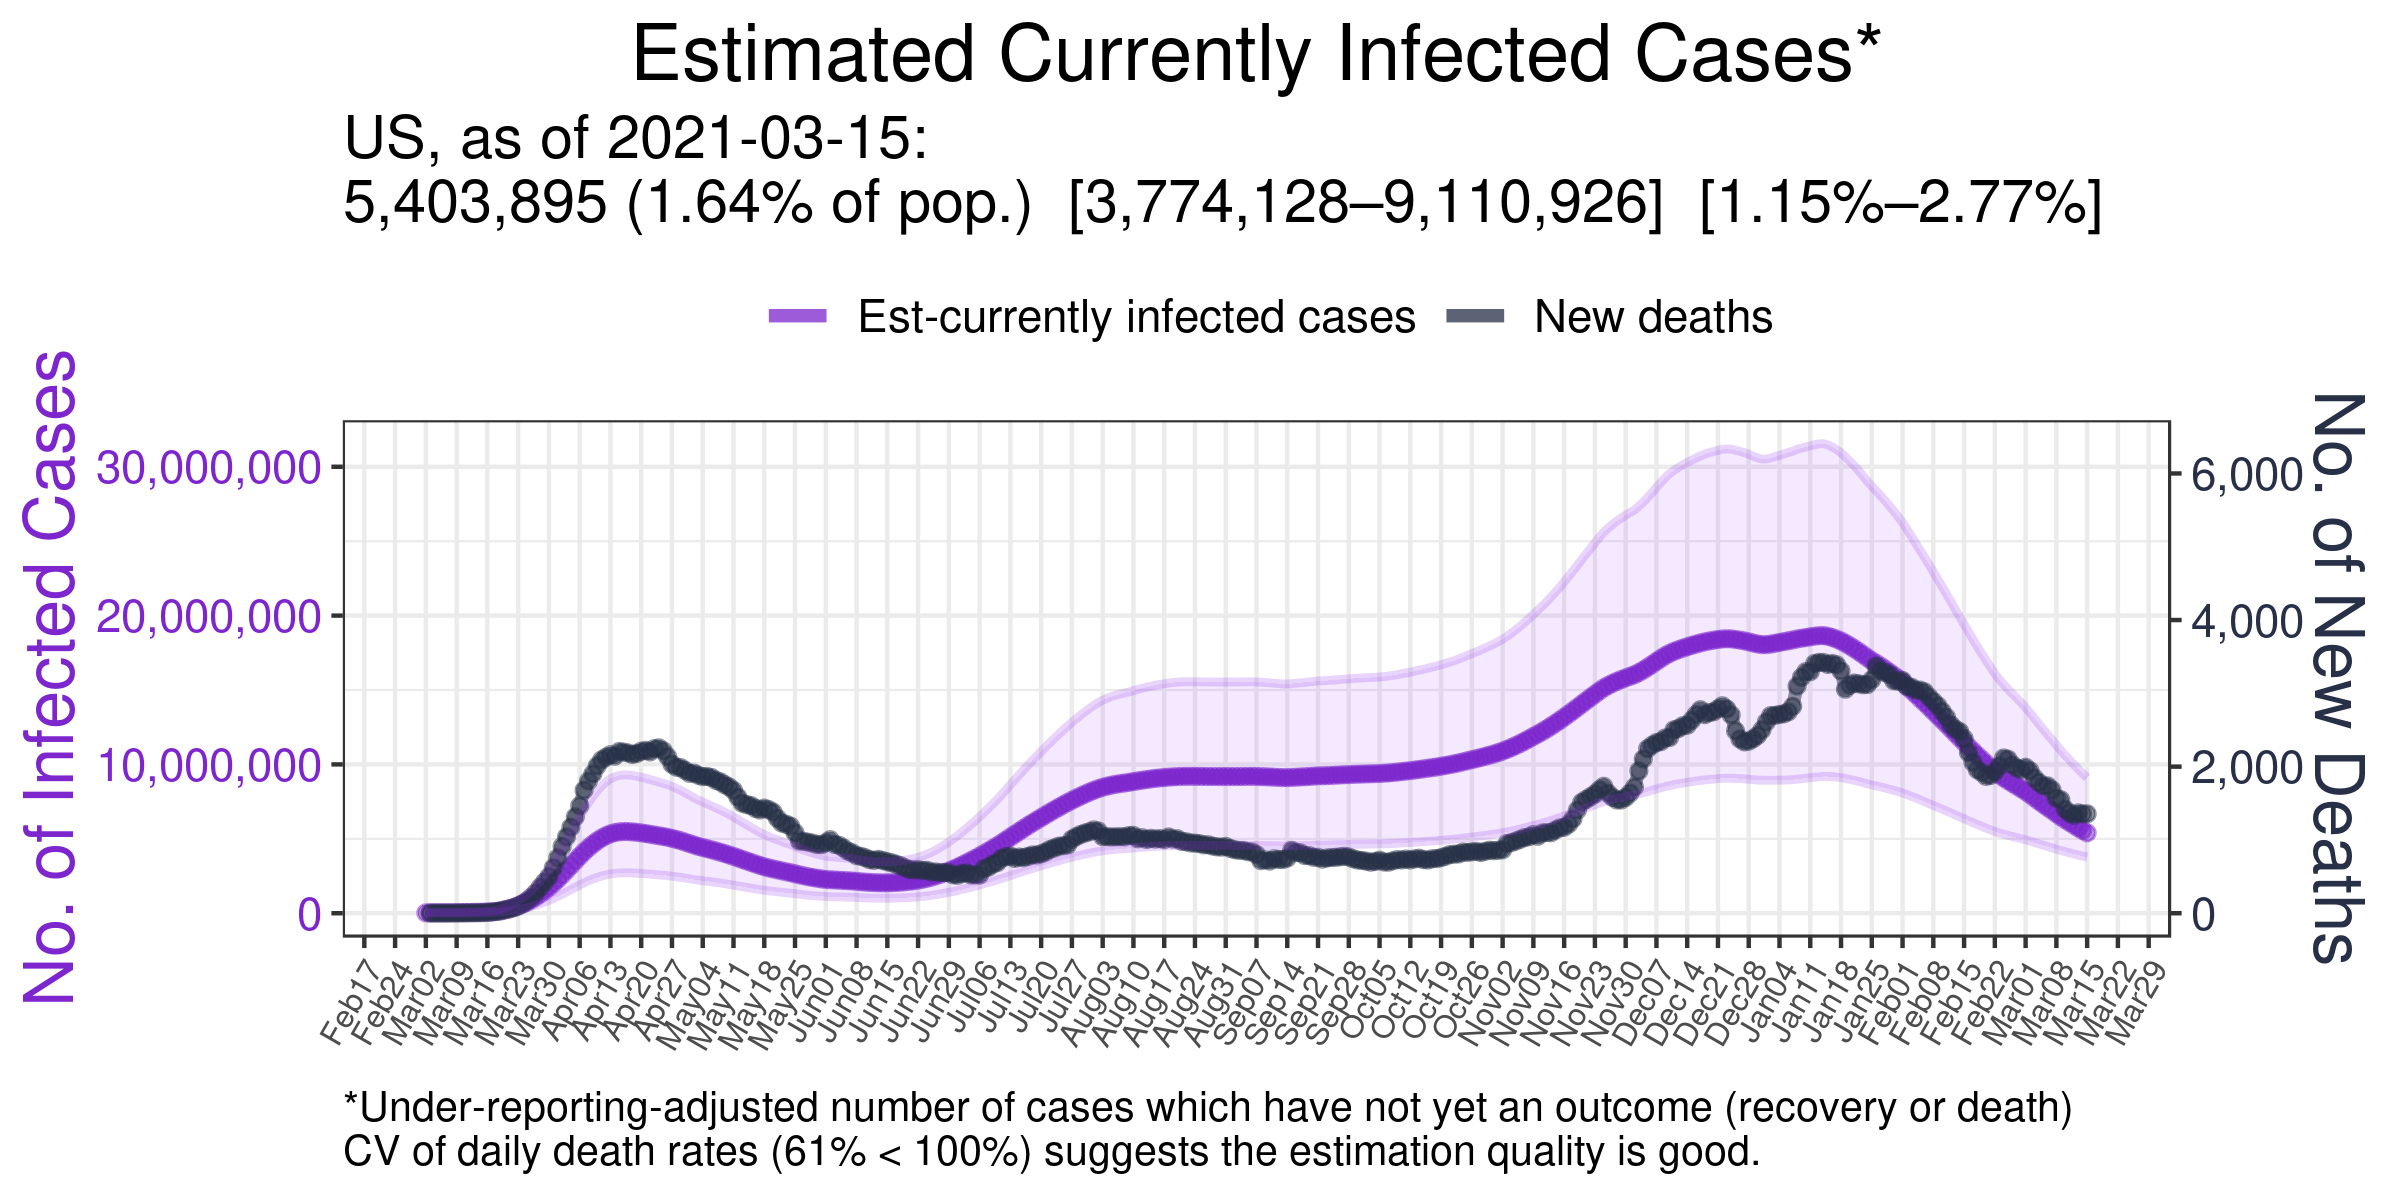 Estimated Currently Infected Cases*
US, as of 2021-03-15:
5,403,895 (1.64% of pop.) [3,774,128–9,110,926] [1.15%–2.77%]
Est-currently infected cases New deaths
No. of Infected Cases
30,000,000
20,000,000
10,000,000
0
6,000
4,000
2,000
0
No. of New Deaths
Feb17 Feb24 Mar02 Mar09 Mar16 Mar23 Mar30 Apr06 Apr13 Apr20 Apr27 May04 May11 May18 May25 Jun01 Jun08 Jun15 Jun22 Jun29 Jul06 Jul13 Jul20 Jul27 Aug03 Aug10 Aug17 Aug24 Aug31 Sep07 Sep14 Sep21 Sep28 Oct05 Oct12 Oct19 Oct26 Nov02 Nov09 Nov16 Nov23 Nov30 Dec07 Dec14 Dec21 Dec28 Jan04 Jan11 Jan18 Jan25 Feb01 Feb08 Feb15 Feb22 Mar01 Mar08 Mar15 Mar22 Mar29
*Under-reporting-adjusted number of cases which have not yet an outcome (recovery or death)
CV of daily death rates (61% < 100%) suggests the estimation quality is good.